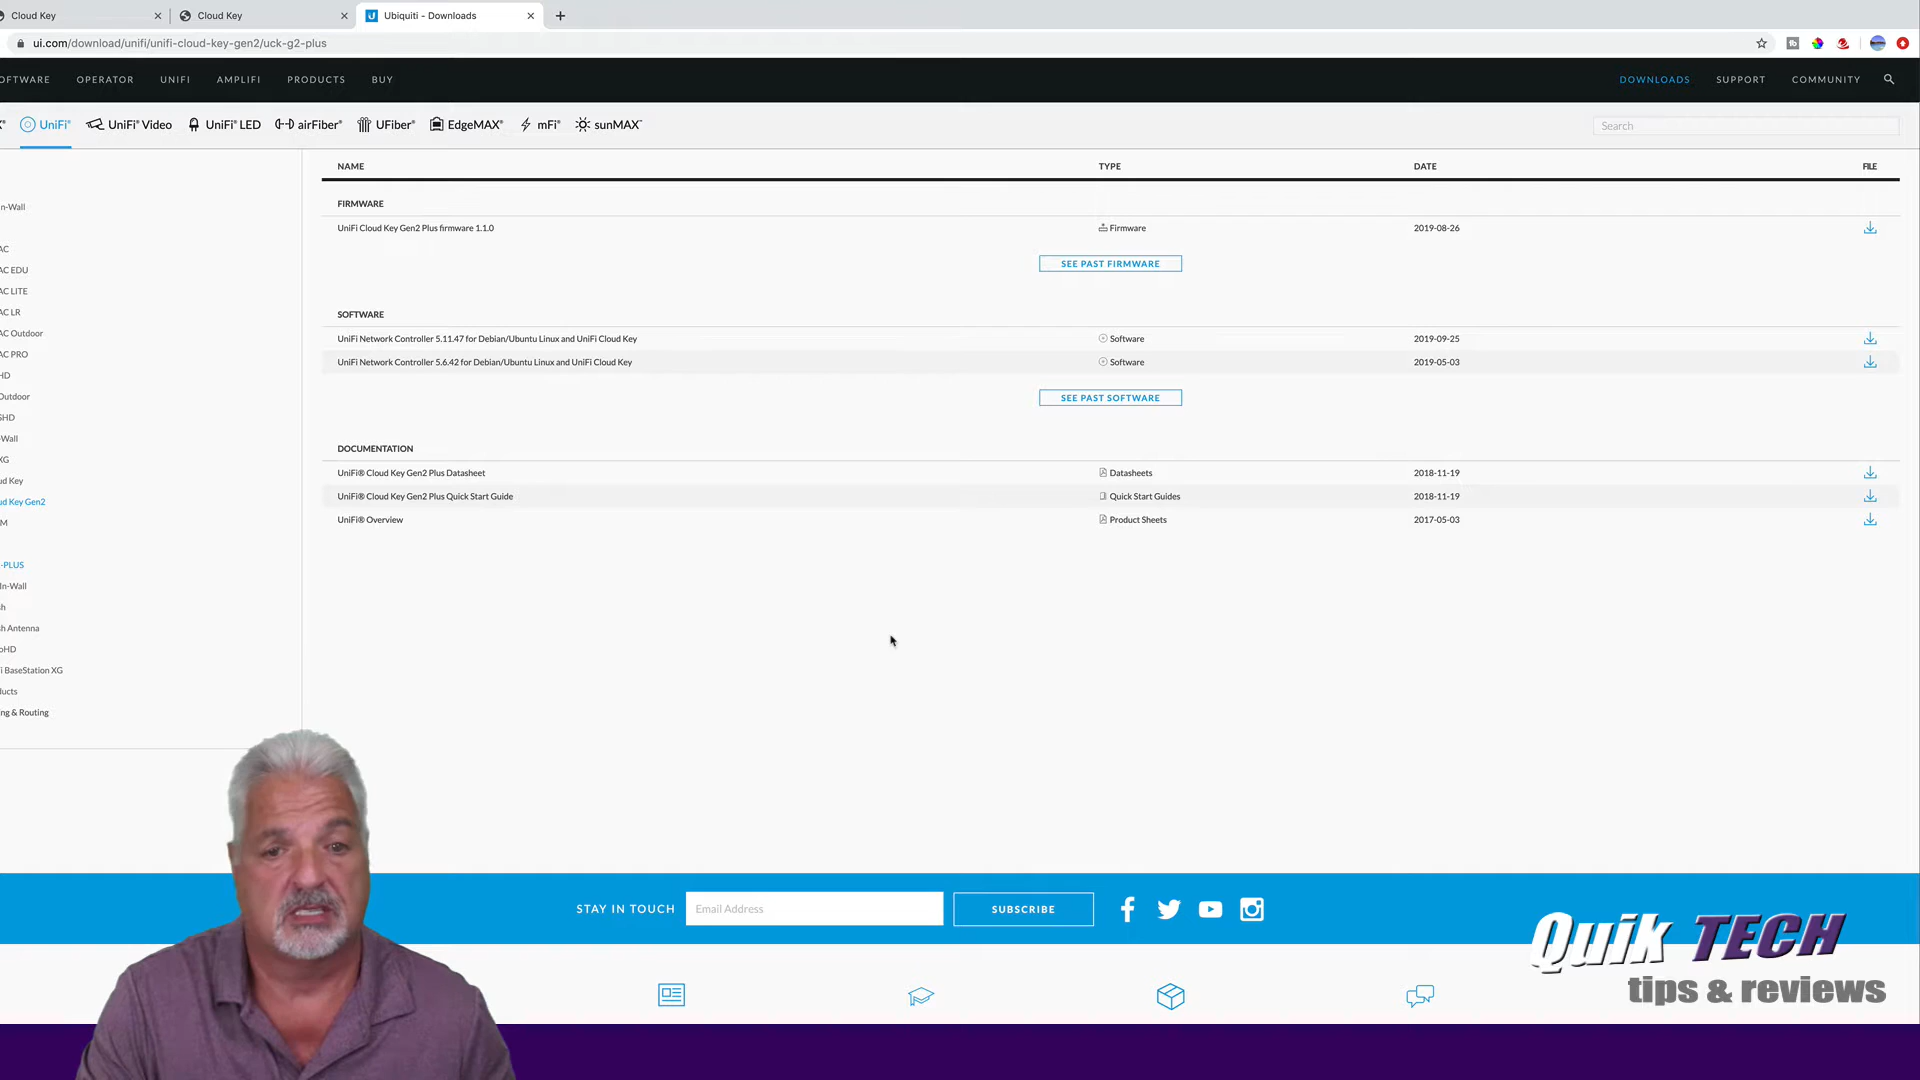 Cloud Key
Cloud Key
Ubiquiti - Downloads
ui.com/download/unifi/unifi-cloud-key-gen2/uck-g2-plus
OFTWARE OPERATOR UNIFI AMPLIFI PRODUCTS BUY DOWNLOADS SUPPORT COMMUNITY
X® UniFi® UniFi® Video UniFi® LED airFiber® UFiber® EdgeMAX® mFi® sunMAX™ Search
NAME TYPE DATE FILE
FIRMWARE
UniFi Cloud Key Gen2 Plus firmware 1.1.0 Firmware 2019-08-26
SEE PAST FIRMWARE
SOFTWARE
UniFi Network Controller 5.11.47 for Debian/Ubuntu Linux and UniFi Cloud Key Software 2019-09-25
UniFi Network Controller 5.6.42 for Debian/Ubuntu Linux and UniFi Cloud Key Software 2019-05-03
SEE PAST SOFTWARE
DOCUMENTATION
UniFi® Cloud Key Gen2 Plus Datasheet Datasheets 2018-11-19
UniFi® Cloud Key Gen2 Plus Quick Start Guide Quick Start Guides 2018-11-19
UniFi® Overview Product Sheets 2017-05-03
n-Wall
AC
AC EDU
AC LITE
AC LR
AC Outdoor
AC PRO
HD
Outdoor
SHD
-Wall
XG
ud Key
ud Key Gen2
M
-PLUS
In-Wall
sh
sh Antenna
oHD
i BaseStation XG
ducts
ng & Routing
STAY IN TOUCH Email Address SUBSCRIBE
Quik TECH
tips & reviews